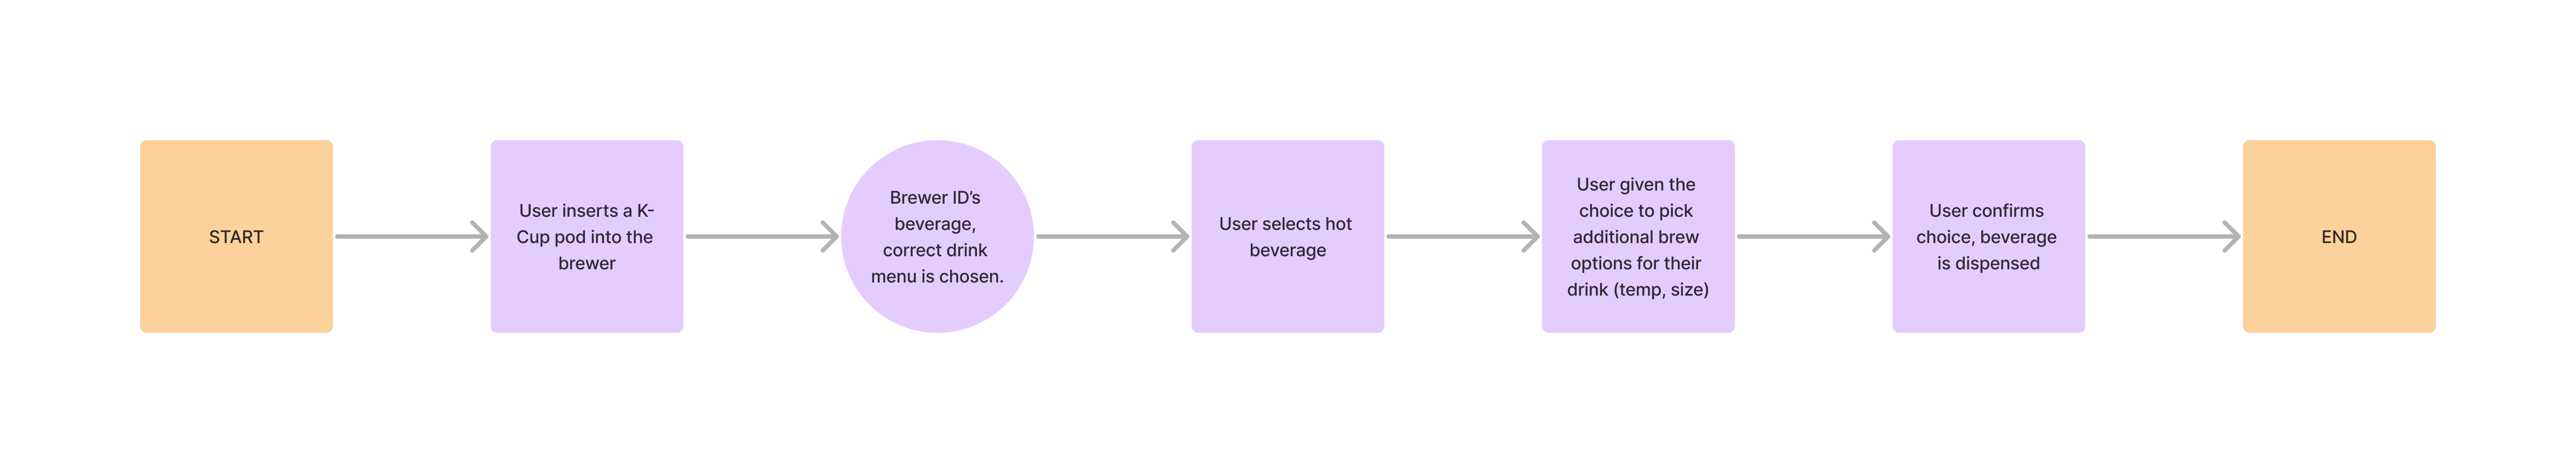 START
User inserts a K-
Cup pod into the
brewer
Brewer ID’s
beverage,
correct drink
menu is chosen.
User selects hot
beverage
User given the
choice to pick
additional brew
options for their
drink (temp, size)
User confirms
choice, beverage
is dispensed
END